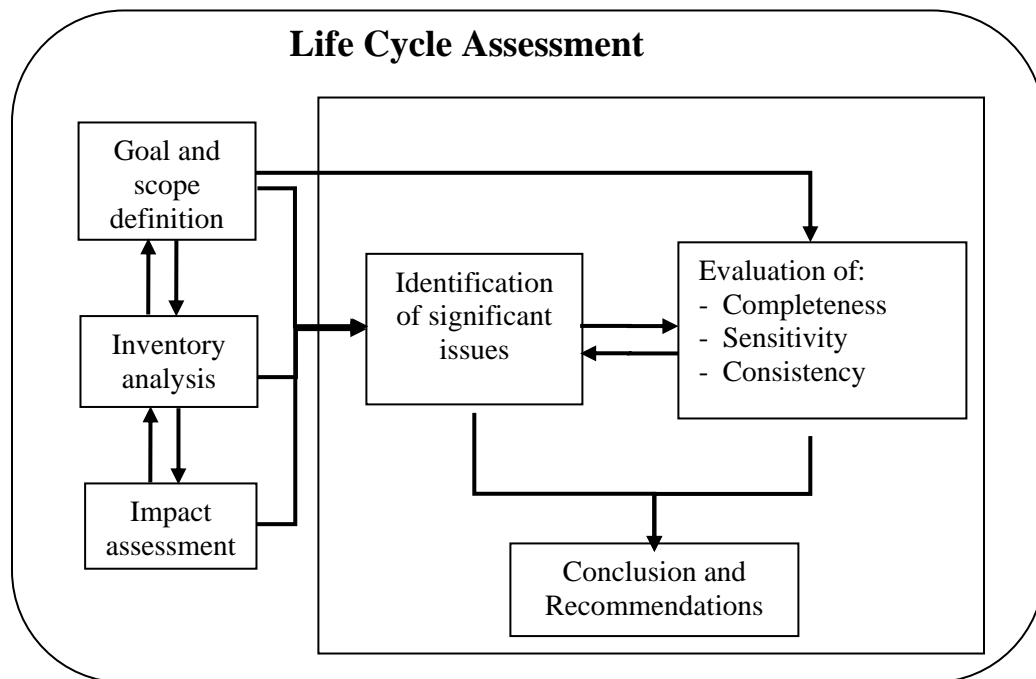 Life Cycle Assessment
Goal and
scope
definition
Inventory
analysis
Impact
assessment
Identification
of significant
issues
Evaluation of:
- Completeness
- Sensitivity
- Consistency
Conclusion and
Recommendations